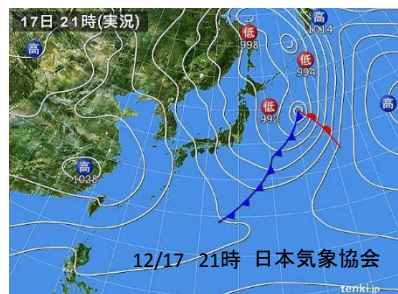 17日 21時(実況)
高
1014
低
998
高
低
994
高
低
992
高
1028
12/17 21時 日本気象協会
tenki.jp